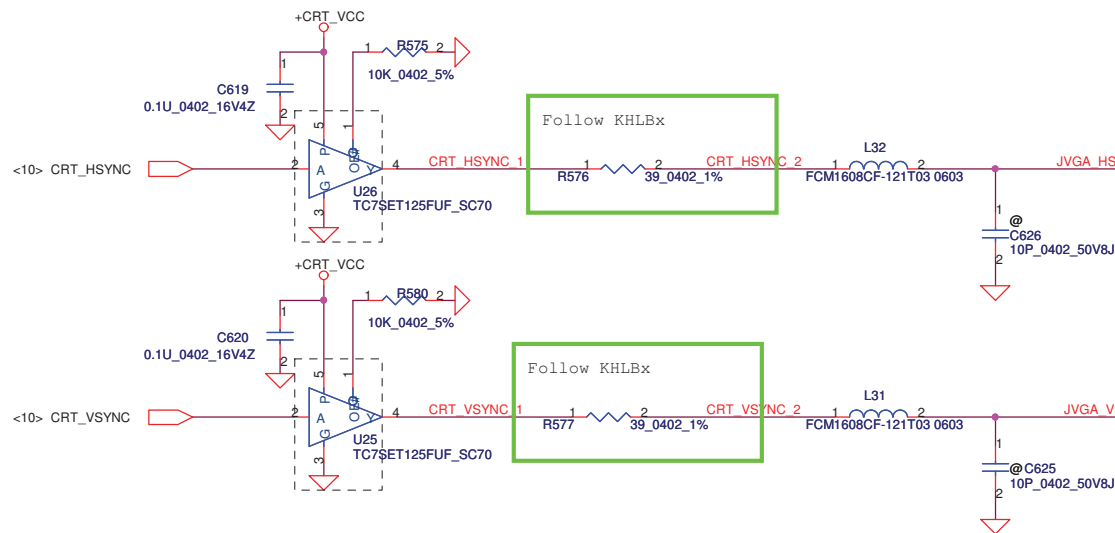 +CRT_VCC
1 R575 2
10K_0402_5%
1
C619
0.1U_0402_16V4Z
2
5
1
P
OE#
<10> CRT_HSYNC
2
A
Y
4
G
3
U26
TC7SET125FUF_SC70
CRT_HSYNC_1
Follow KHLBx
1
2
R576
39_0402_1%
CRT_HSYNC_2
L32
1
2
FCM1608CF-121T03 0603
JVGA_HS
1
@
C626
10P_0402_50V8J
2
+CRT_VCC
1 R580 2
10K_0402_5%
1
C620
0.1U_0402_16V4Z
2
5
1
P
OE#
<10> CRT_VSYNC
2
A
Y
4
G
3
U25
TC7SET125FUF_SC70
CRT_VSYNC_1
Follow KHLBx
1
2
R577
39_0402_1%
CRT_VSYNC_2
L31
1
2
FCM1608CF-121T03 0603
JVGA_V
1
@
C625
10P_0402_50V8J
2